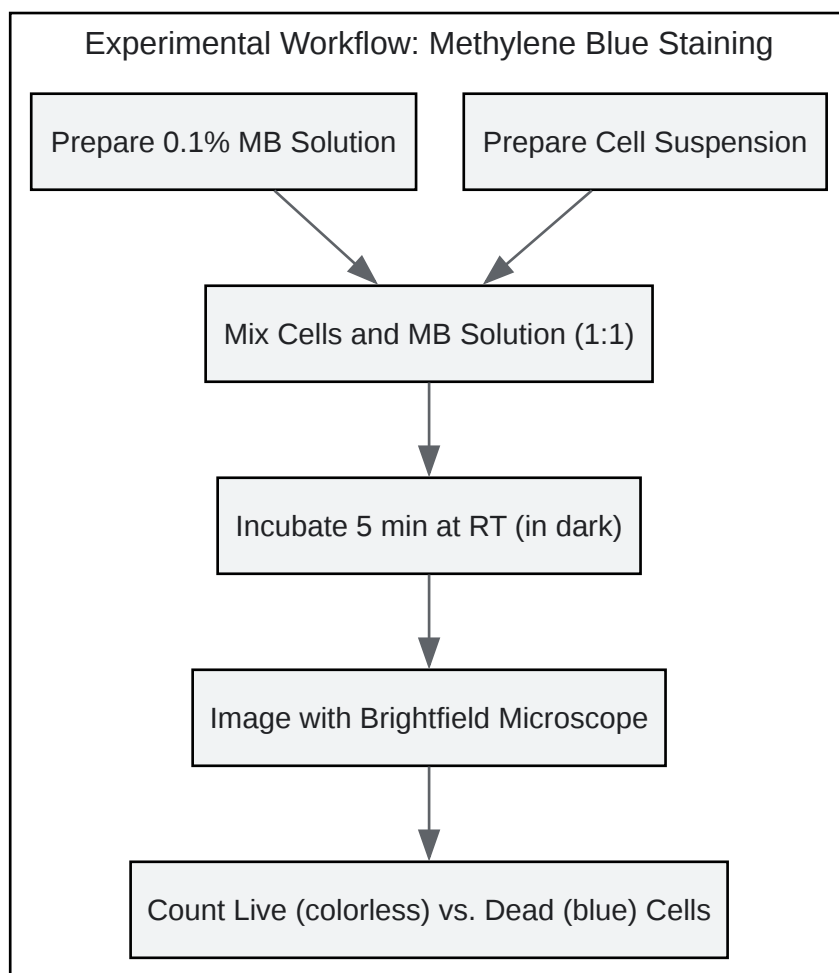 Experimental Workflow: Methylene Blue Staining
Prepare 0.1% MB Solution
Prepare Cell Suspension
Mix Cells and MB Solution (1:1)
Incubate 5 min at RT (in dark)
Image with Brightfield Microscope
Count Live (colorless) vs. Dead (blue) Cells